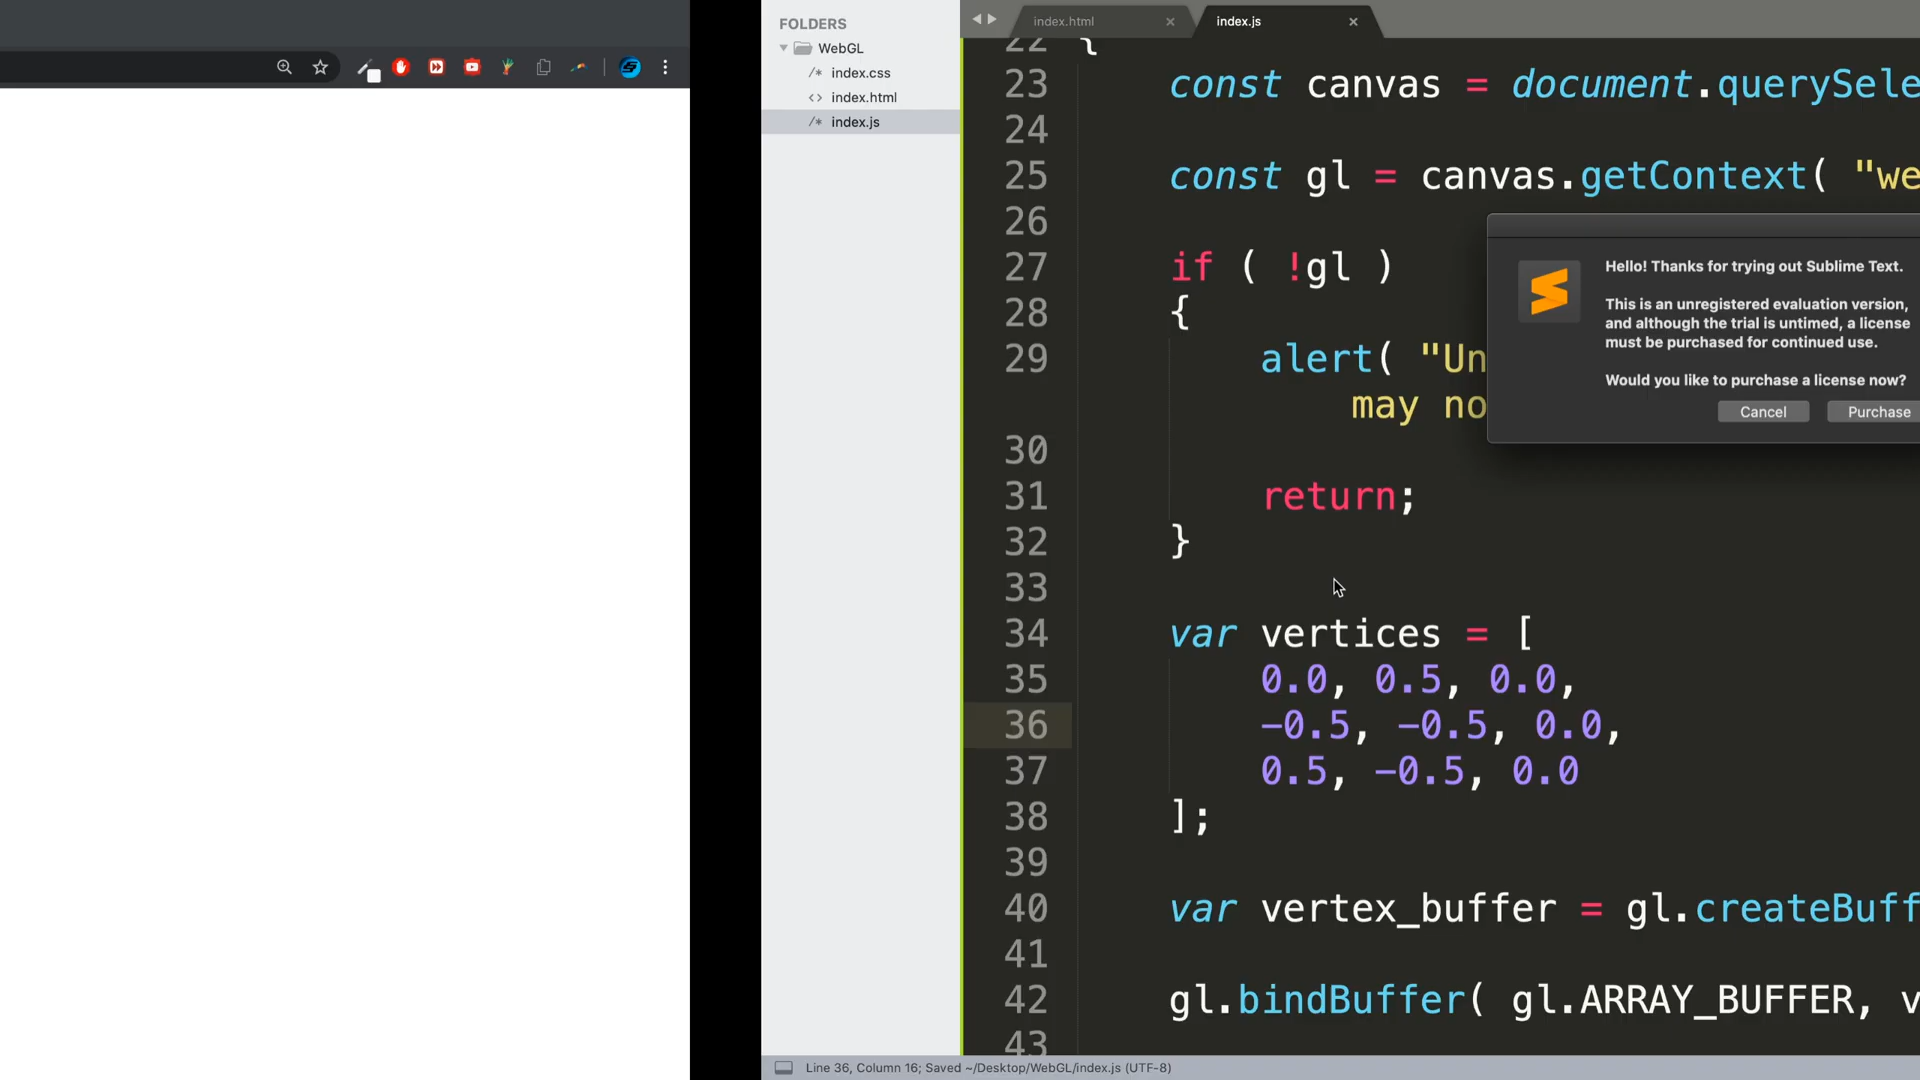 FOLDERS
WebGL
/* index.css
<> index.html
/* index.js
index.html ×
index.js ×
22 {
23 const canvas = document.querySele
24
25 const gl = canvas.getContext( "we
26
27 if ( !gl )
28 {
29 alert( "Un
may no
30
31 return;
32 }
33
34 var vertices = [
35 0.0, 0.5, 0.0,
36 -0.5, -0.5, 0.0,
37 0.5, -0.5, 0.0
38 ];
39
40 var vertex_buffer = gl.createBuff
41
42 gl.bindBuffer( gl.ARRAY_BUFFER, v
43
Hello! Thanks for trying out Sublime Text.
This is an unregistered evaluation version,
and although the trial is untimed, a license
must be purchased for continued use.
Would you like to purchase a license now?
Cancel Purchase
Line 36, Column 16; Saved ~/Desktop/WebGL/index.js (UTF-8)